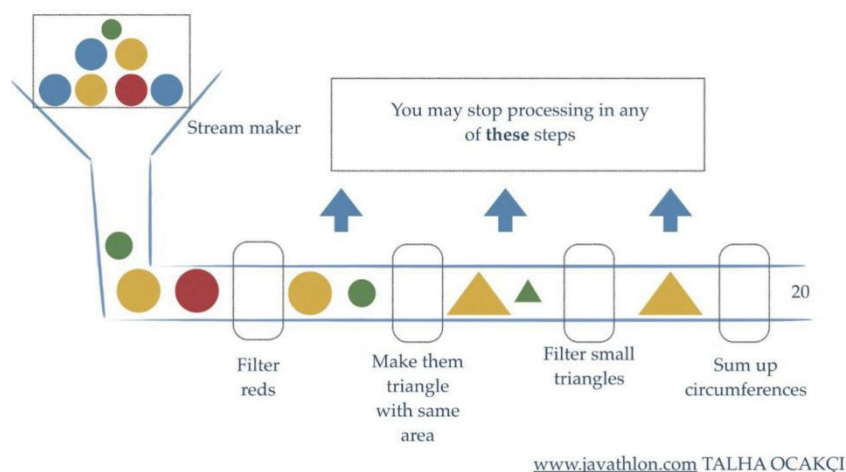 Stream maker
You may stop processing in any
of these steps
20
Filter
reds
Make them
triangle
with same
area
Filter small
triangles
Sum up
circumferences
www.javathlon.com TALHA OCAKÇI